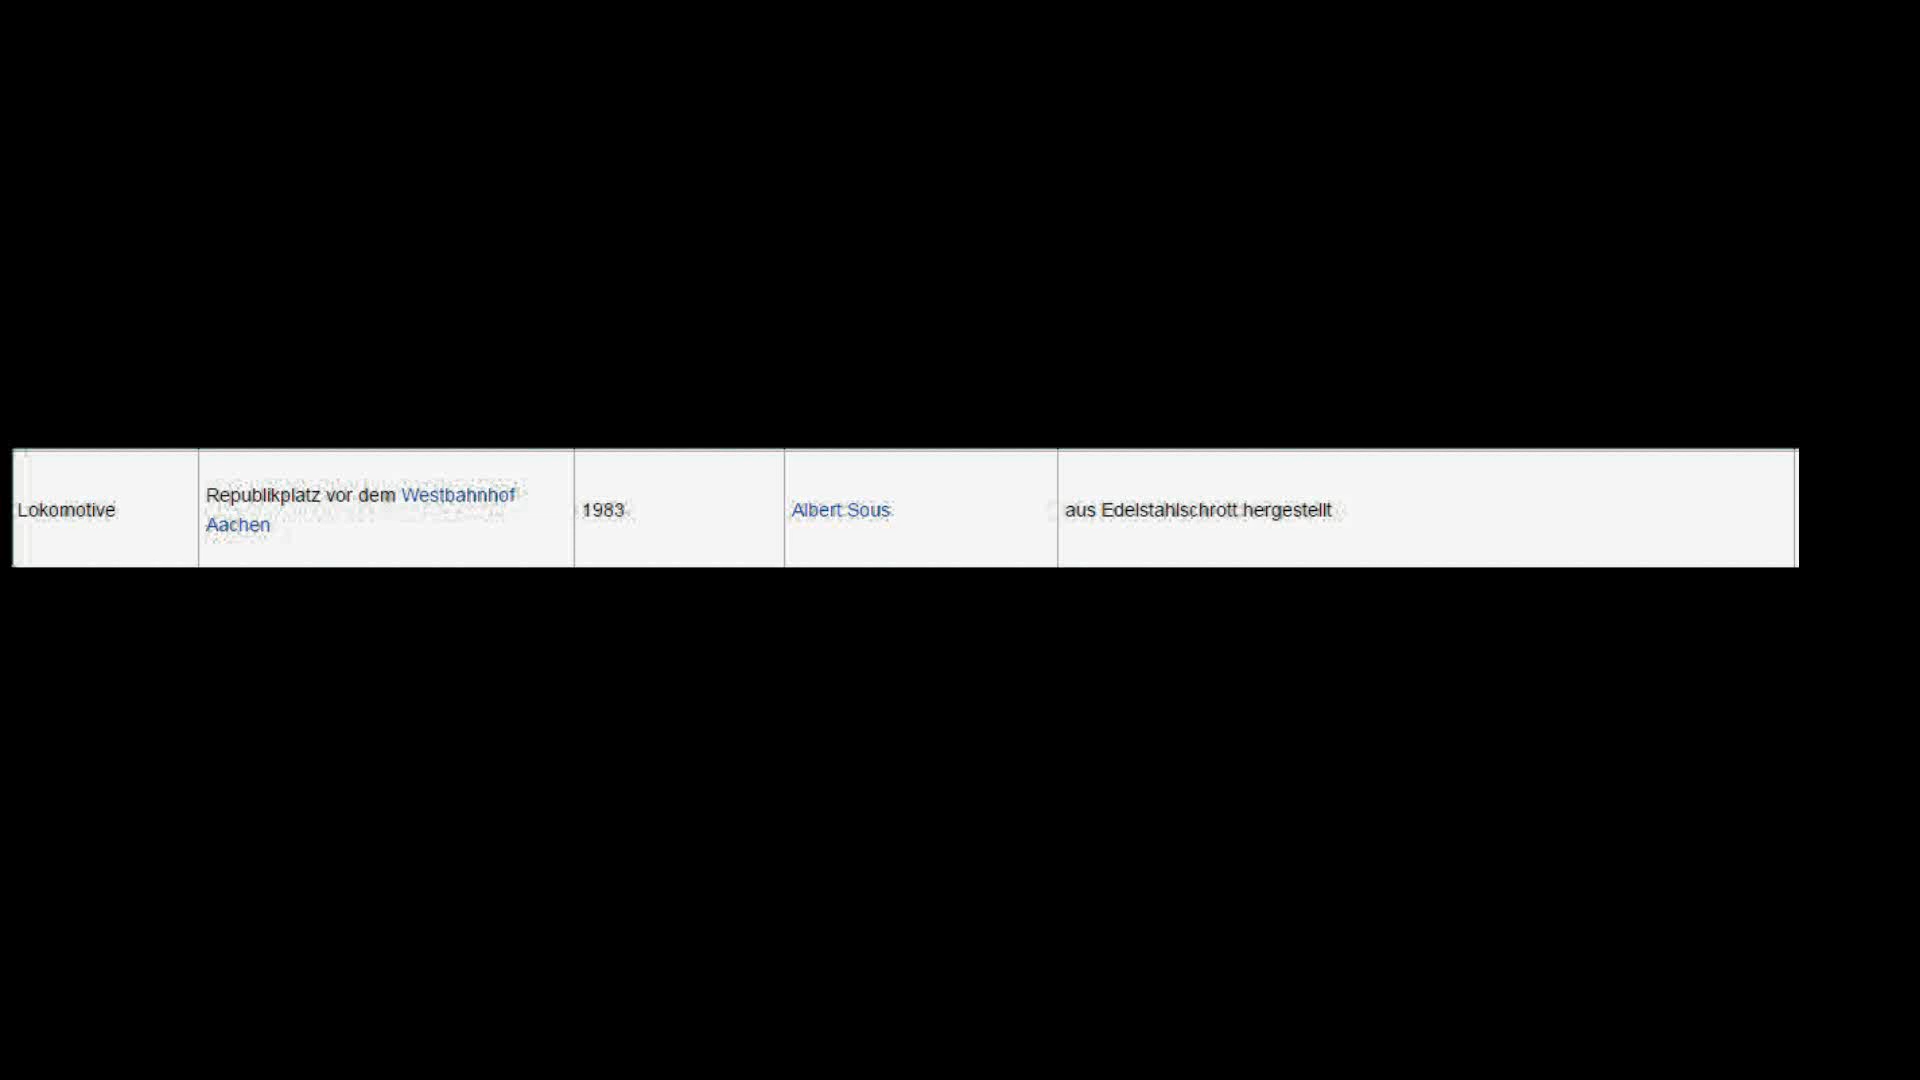 Lokomotive
Republikplatz vor dem Westbahnhof
Aachen
1983
Albert Sous
aus Edelstahlschrott hergestellt